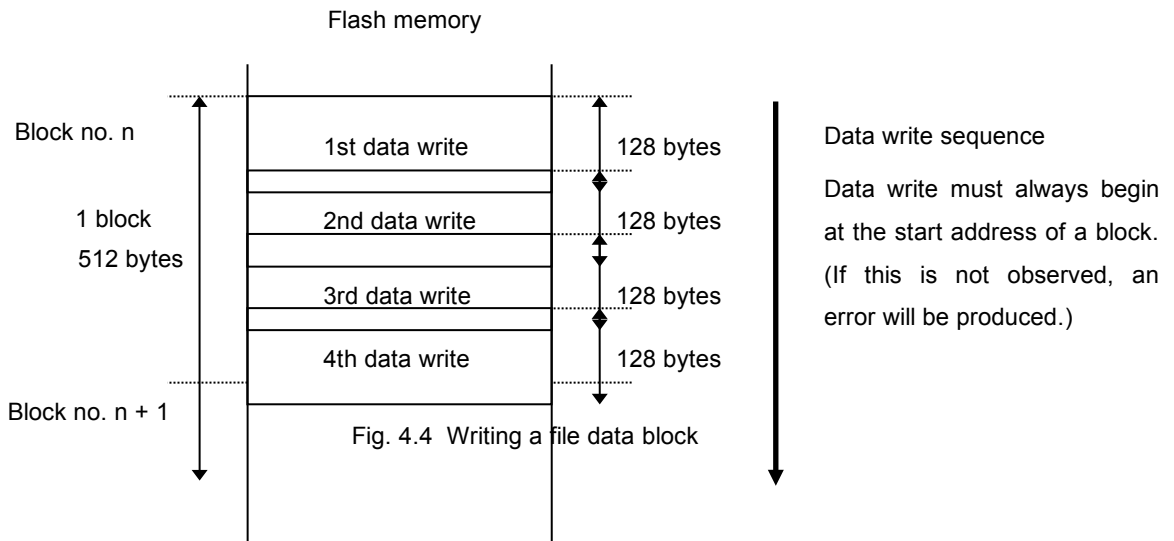 Flash memory
Block no. n
1st data write
128 bytes
Data write sequence
Data write must always begin
at the start address of a block.
(If this is not observed, an
error will be produced.)
1 block
512 bytes
2nd data write
128 bytes
3rd data write
128 bytes
4th data write
128 bytes
Block no. n + 1
Fig. 4.4 Writing a file data block